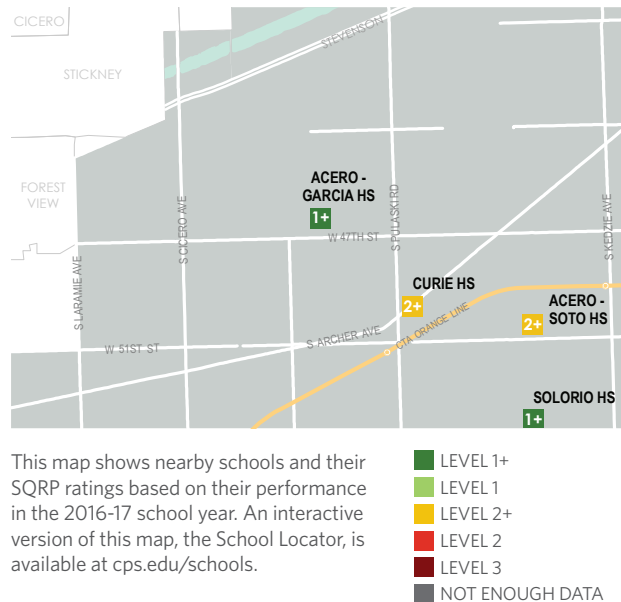 CICERO
STICKNEY
STEVENSON
FOREST
VIEW
ACERO -
GARCIA HS
1+
S LARAMIE AVE
S CICERO AVE
S PULASKI RD
S KEDZIE AVE
W 47TH ST
CURIE HS
2+
ACERO -
SOTO HS
2+
S ARCHER AVE
CTA ORANGE LINE
W 51ST ST
SOLORIO HS
1+
This map shows nearby schools and their
SQRP ratings based on their performance
in the 2016-17 school year. An interactive
version of this map, the School Locator, is
available at cps.edu/schools.
LEVEL 1+
LEVEL 1
LEVEL 2+
LEVEL 2
LEVEL 3
NOT ENOUGH DATA